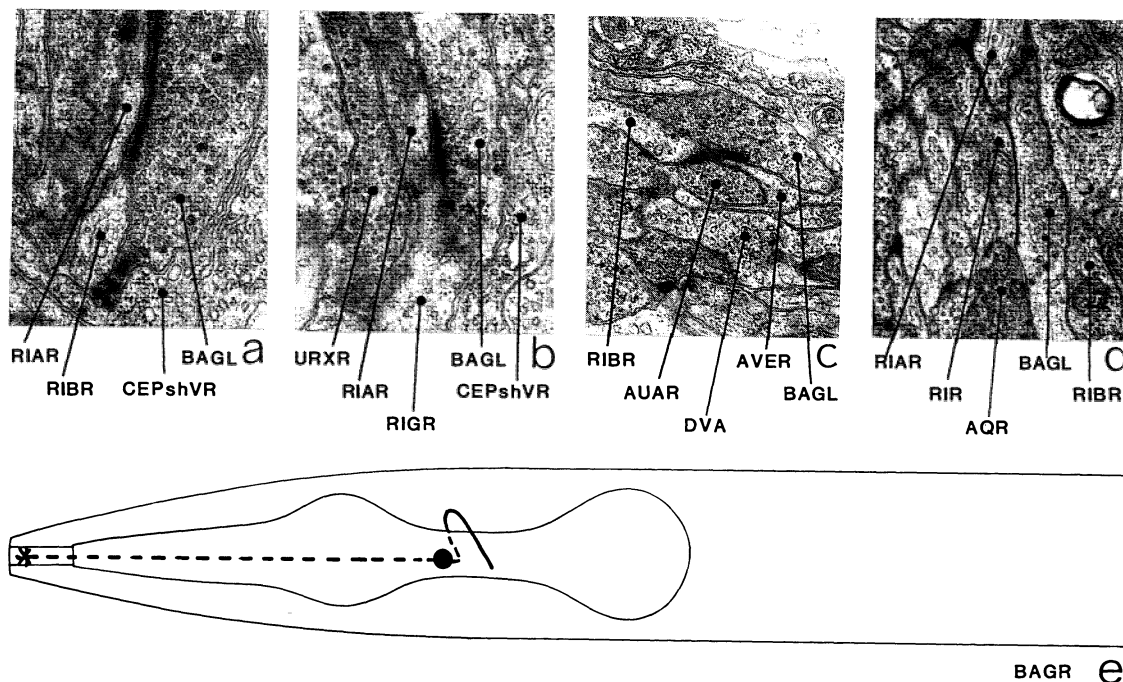 RIAR BAGL a
RIBR CEPshVR
URXR BAGL b
RIAR CEPshVR
RIGR
RIBR AVER c
AUAR BAGL
DVA
RIAR BAGL d
RIR RIBR
AQR
BAGR e